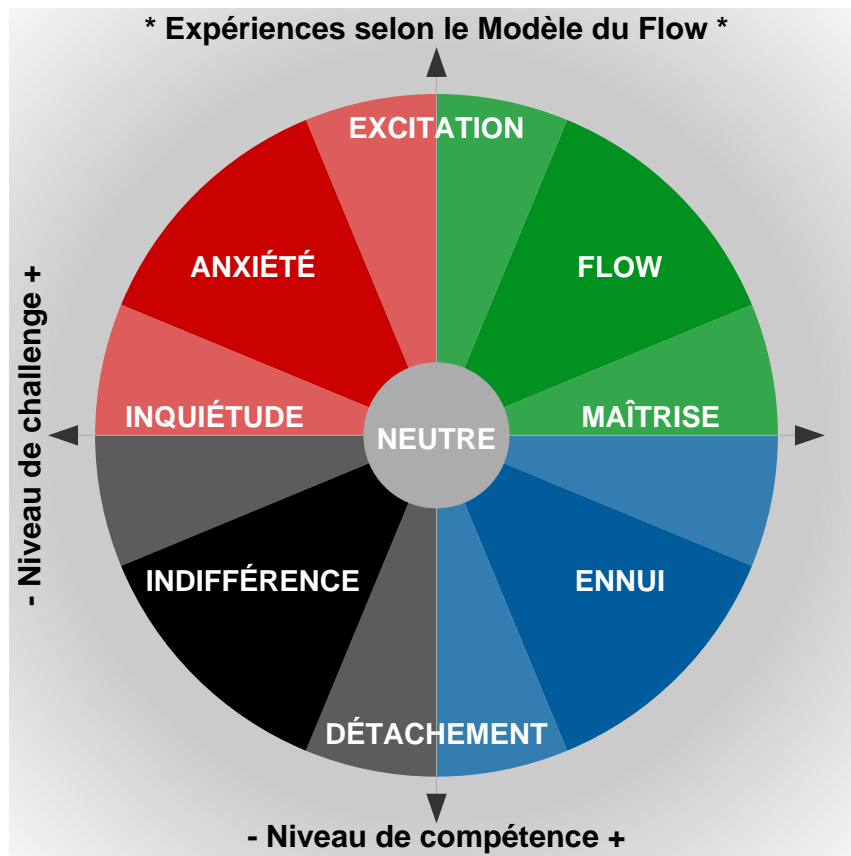 * Expériences selon le Modèle du Flow *
EXCITATION
ANXIÉTÉ
FLOW
- Niveau de challenge +
INQUIÉTUDE
MAÎTRISE
NEUTRE
INDIFFÉRENCE
ENNUI
DÉTACHEMENT
- Niveau de compétence +